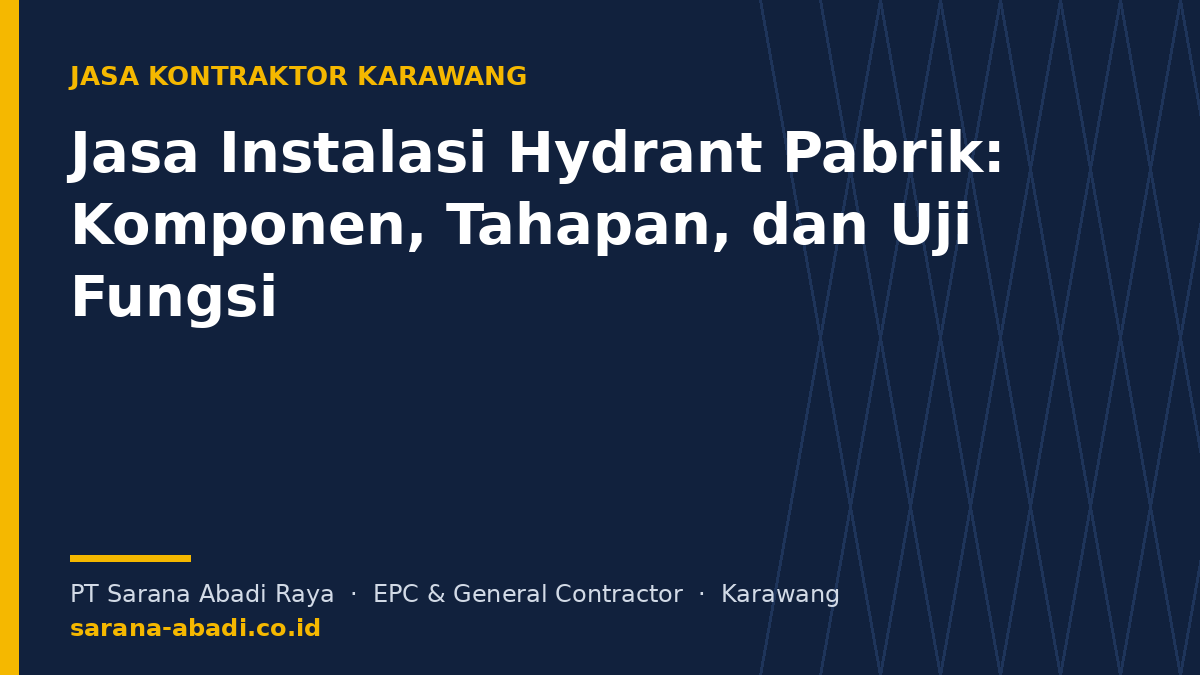 JASA KONTRAKTOR KARAWANG
Jasa Instalasi Hydrant Pabrik:
Komponen, Tahapan, dan Uji
Fungsi
PT Sarana Abadi Raya · EPC & General Contractor · Karawang
sarana-abadi.co.id